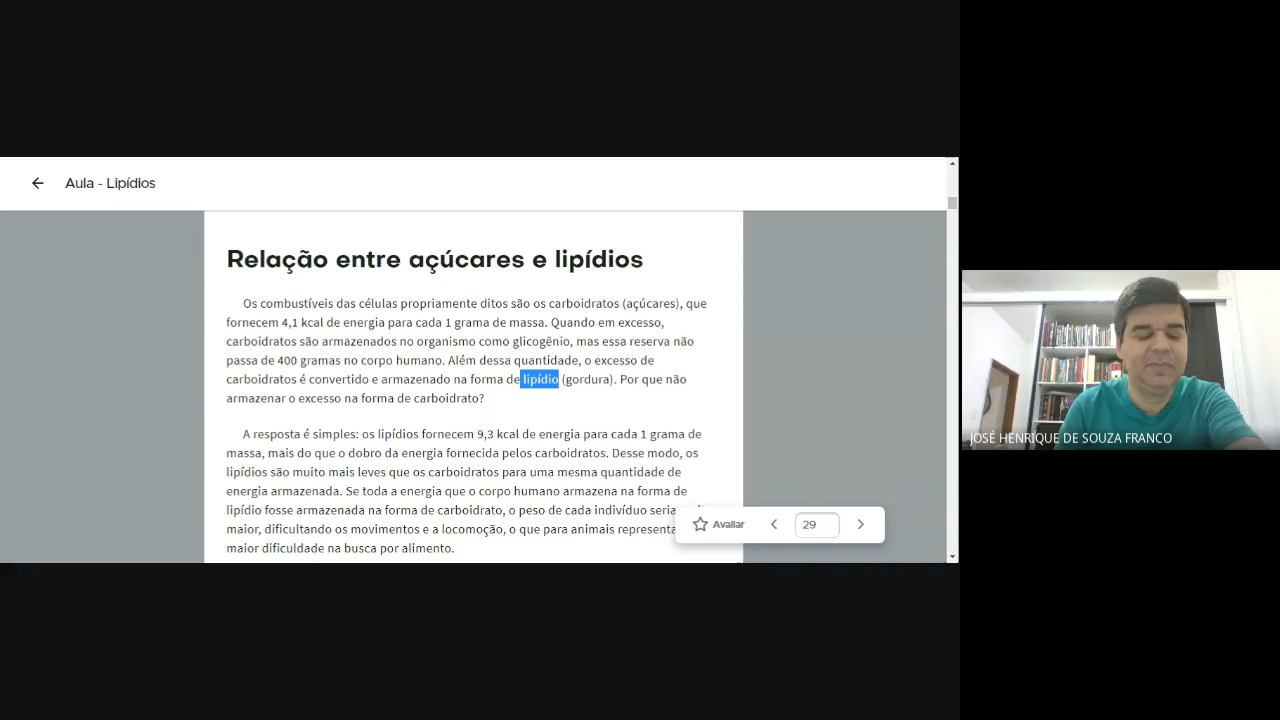 Aula - Lipídios
Relação entre açúcares e lipídios
Os combustíveis das células propriamente ditos são os carboidratos (açúcares), que
fornecem 4,1 kcal de energia para cada 1 grama de massa. Quando em excesso,
carboidratos são armazenados no organismo como glicogênio, mas essa reserva não
passa de 400 gramas no corpo humano. Além dessa quantidade, o excesso de
carboidratos é convertido e armazenado na forma de lipídio (gordura). Por que não
armazenar o excesso na forma de carboidrato?
A resposta é simples: os lipídios fornecem 9,3 kcal de energia para cada 1 grama de
massa, mais do que o dobro da energia fornecida pelos carboidratos. Desse modo, os
lipídios são muito mais leves que os carboidratos para uma mesma quantidade de
energia armazenada. Se toda a energia que o corpo humano armazena na forma de
lipídio fosse armazenada na forma de carboidrato, o peso de cada indivíduo seria
maior, dificultando os movimentos e a locomoção, o que para animais representa
maior dificuldade na busca por alimento.
Avaliar
29
JOSÉ HENRIQUE DE SOUZA FRANCO